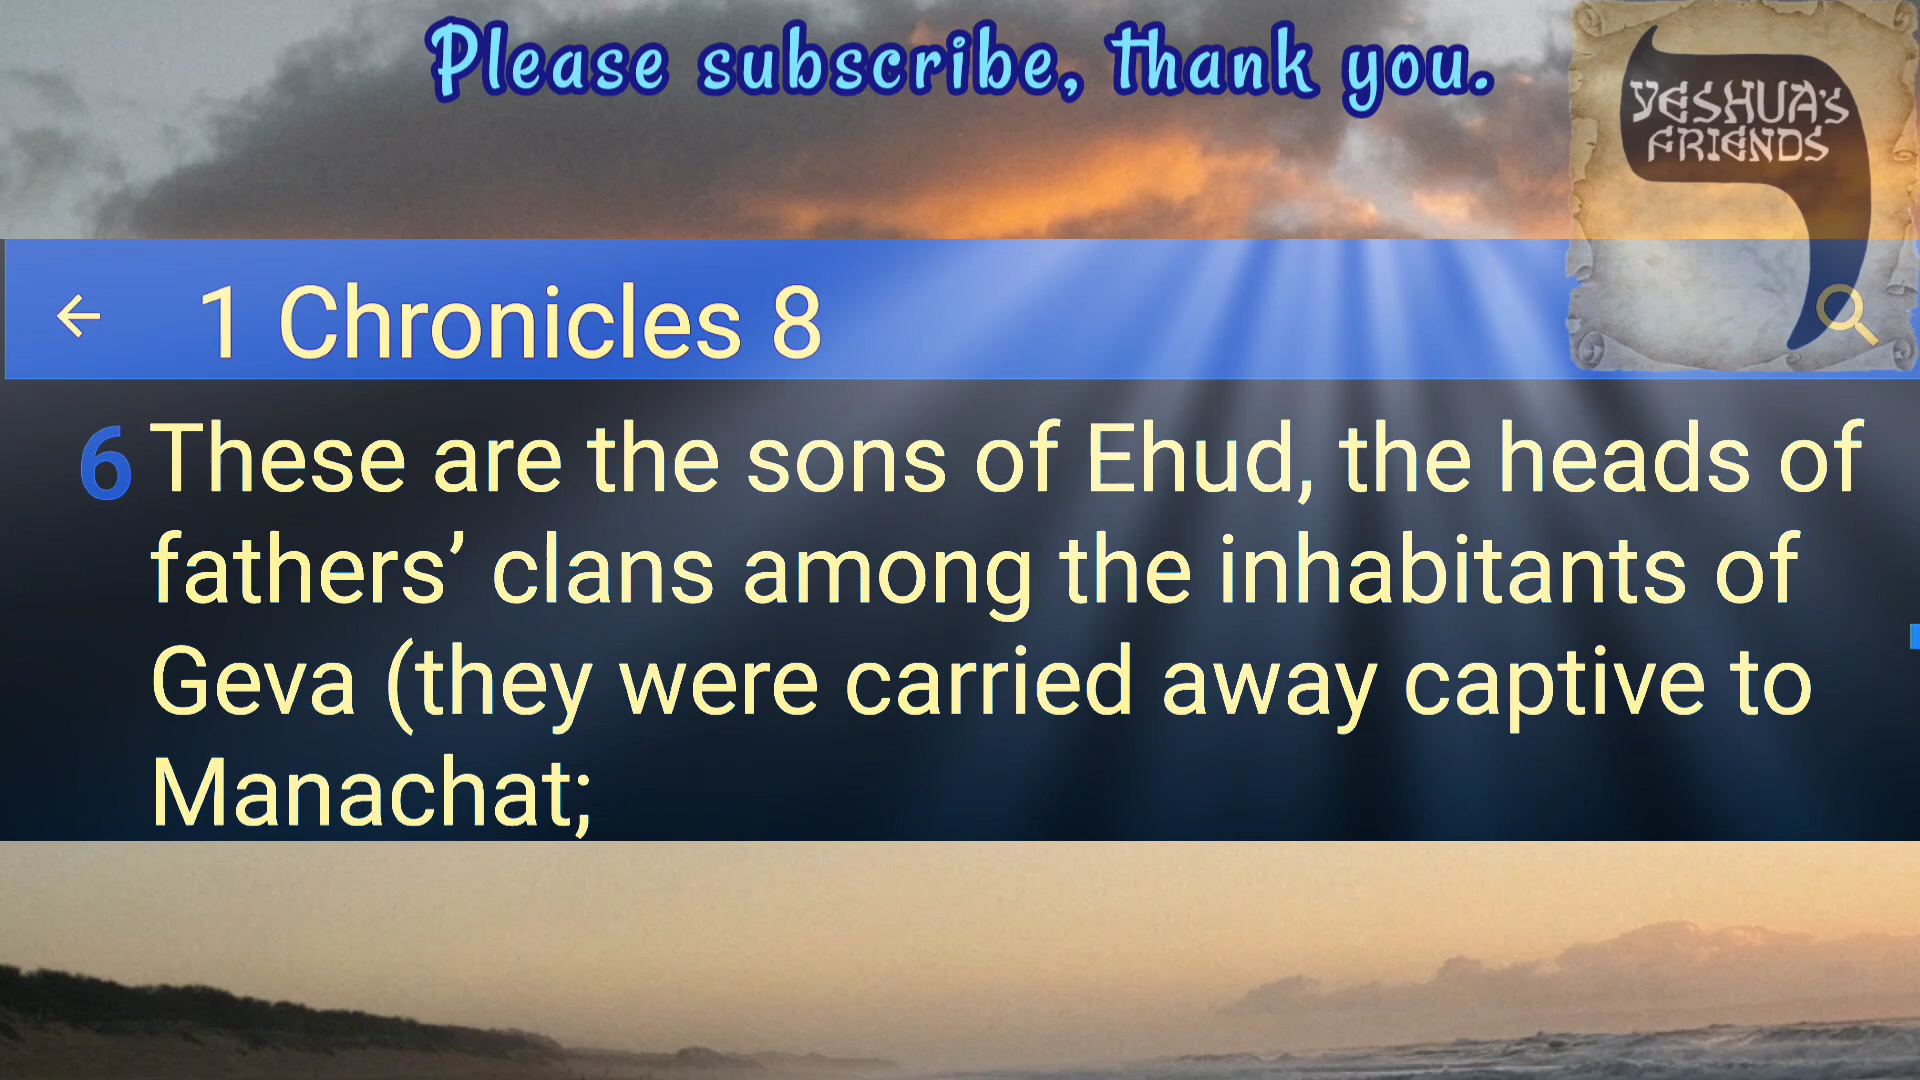 Please subscribe, thank you.
YESHUA'S
FRIENDS
1 Chronicles 8
6 These are the sons of Ehud, the heads of
fathers’ clans among the inhabitants of
Geva (they were carried away captive to
Manachat;